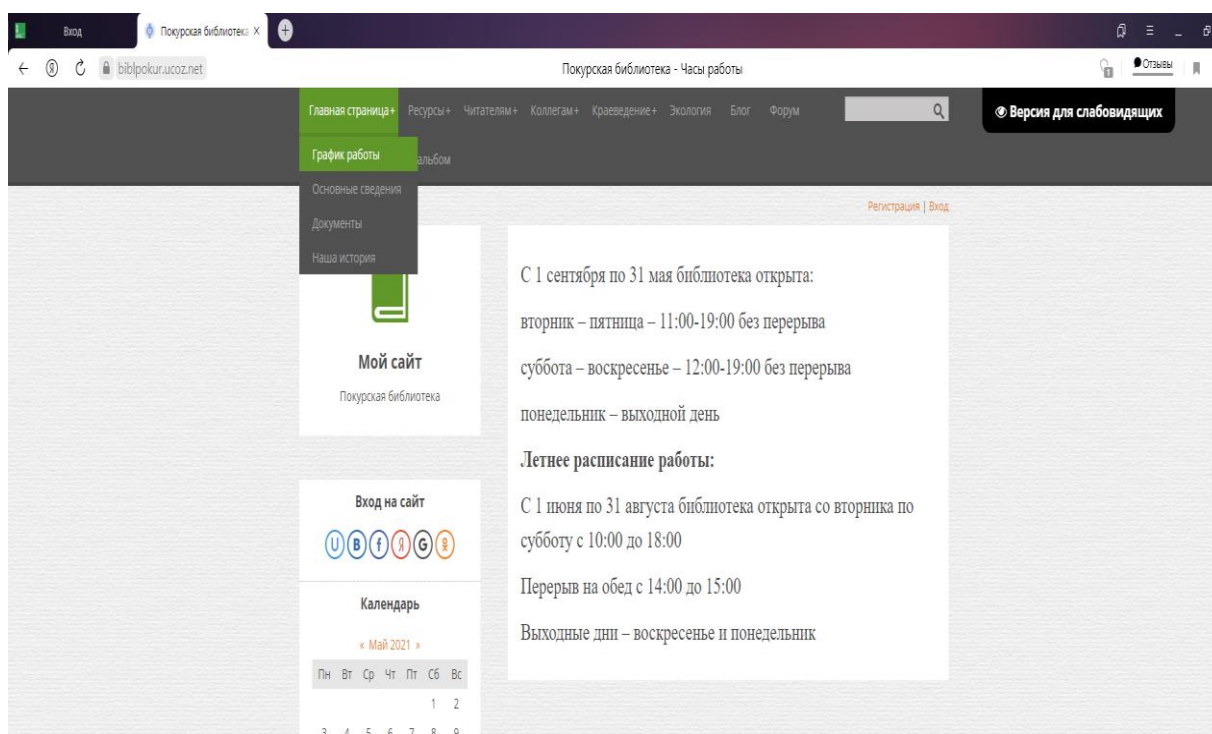 Вход
Покурская библиотека
biblpokur.ucoz.net
Покурская библиотека - Часы работы
Отзывы
Главная страница+ Ресурсы+ Читателям+ Коллегам+ Краеведение+ Экология Блог Форум
Версия для слабовидящих
График работы
альбом
Основные сведения
Документы
Наша история
Регистрация | Вход
Мой сайт
Покурская библиотека
Вход на сайт
Календарь
« Май 2021 »
Пн Вт Ср Чт Пт Сб Вс
1 2
3 4 5 6 7 8 9
С 1 сентября по 31 мая библиотека открыта:
вторник – пятница – 11:00-19:00 без перерыва
суббота – воскресенье – 12:00-19:00 без перерыва
понедельник – выходной день
Летнее расписание работы:
С 1 июня по 31 августа библиотека открыта со вторника по
субботу с 10:00 до 18:00
Перерыв на обед с 14:00 до 15:00
Выходные дни – воскресенье и понедельник